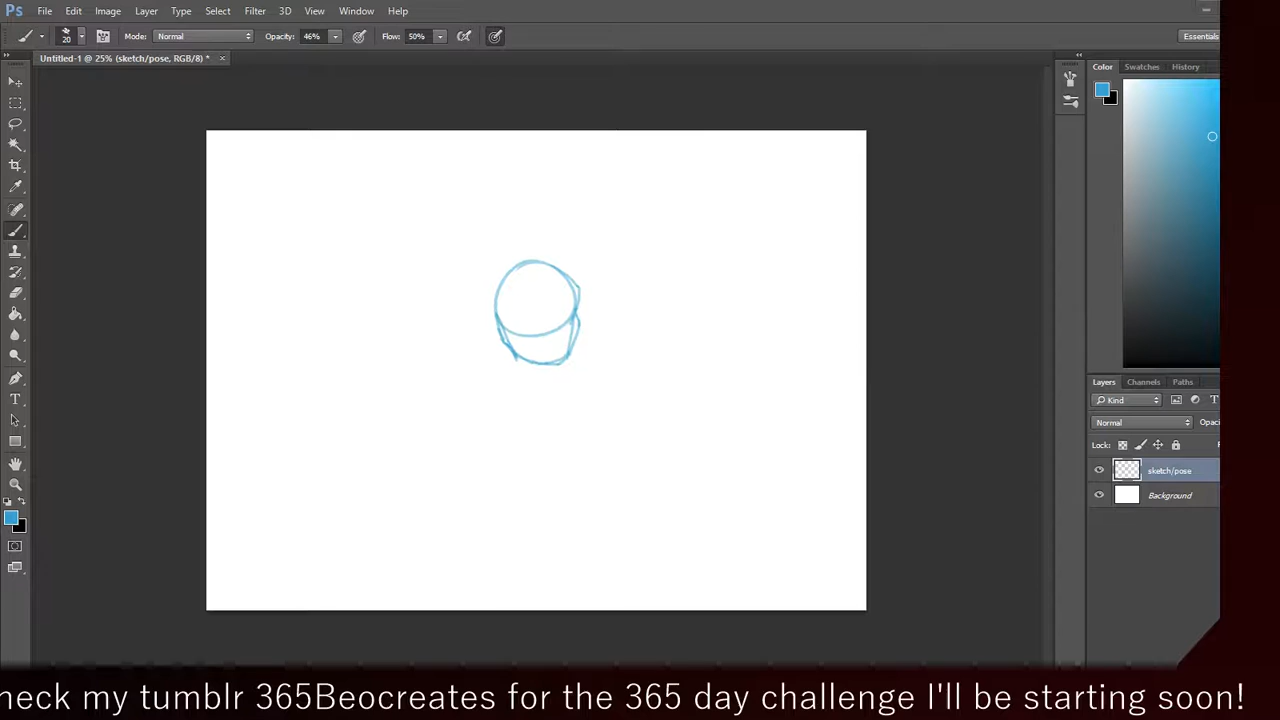 Ps File Edit Image Layer Type Select Filter 3D View Window Help
20 Mode: Normal Opacity: 46% Flow: 50% Essentials
Untitled-1 @ 25% (sketch/pose, RGB/8) * x
Color Swatches History
Layers Channels Paths
Kind T
Normal Opac
Lock:
sketch/pose
Background
heck my tumblr 365Beocreates for the 365 day challenge I'll be starting soon!